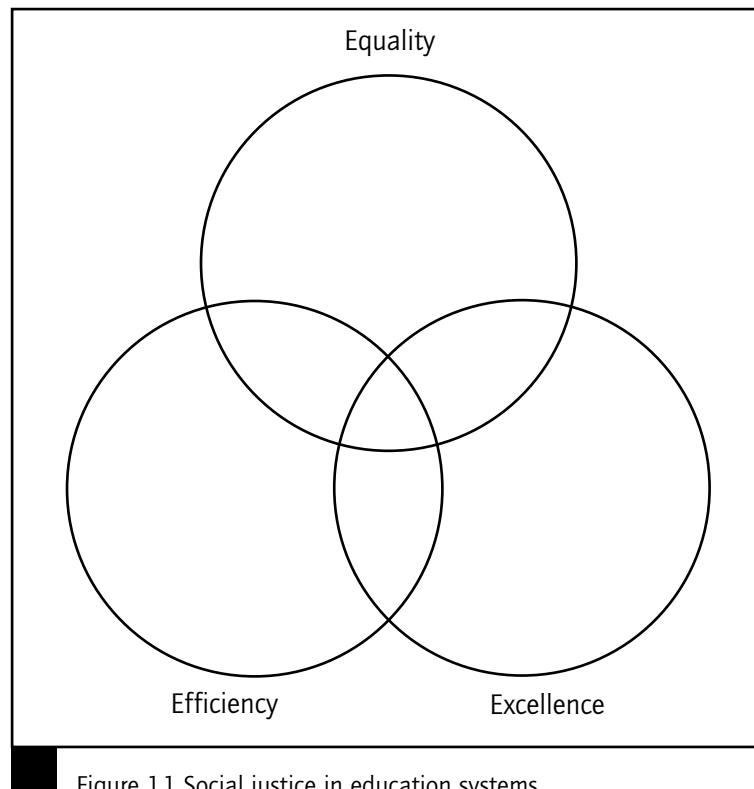 Equality
Efficiency
Excellence
Figure 1.1 Social justice in education systems